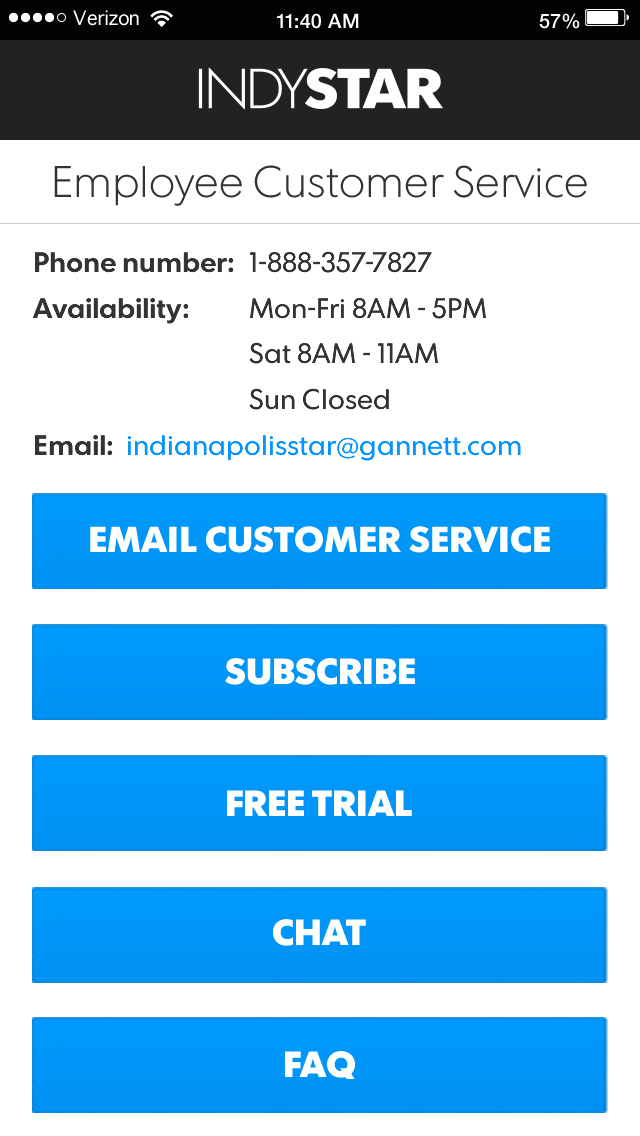 Verizon 11:40 AM 57%
INDYSTAR
Employee Customer Service
Phone number: 1-888-357-7827
Availability: Mon-Fri 8AM - 5PM
Sat 8AM - 11AM
Sun Closed
Email: indianapolisstar@gannett.com
EMAIL CUSTOMER SERVICE
SUBSCRIBE
FREE TRIAL
CHAT
FAQ